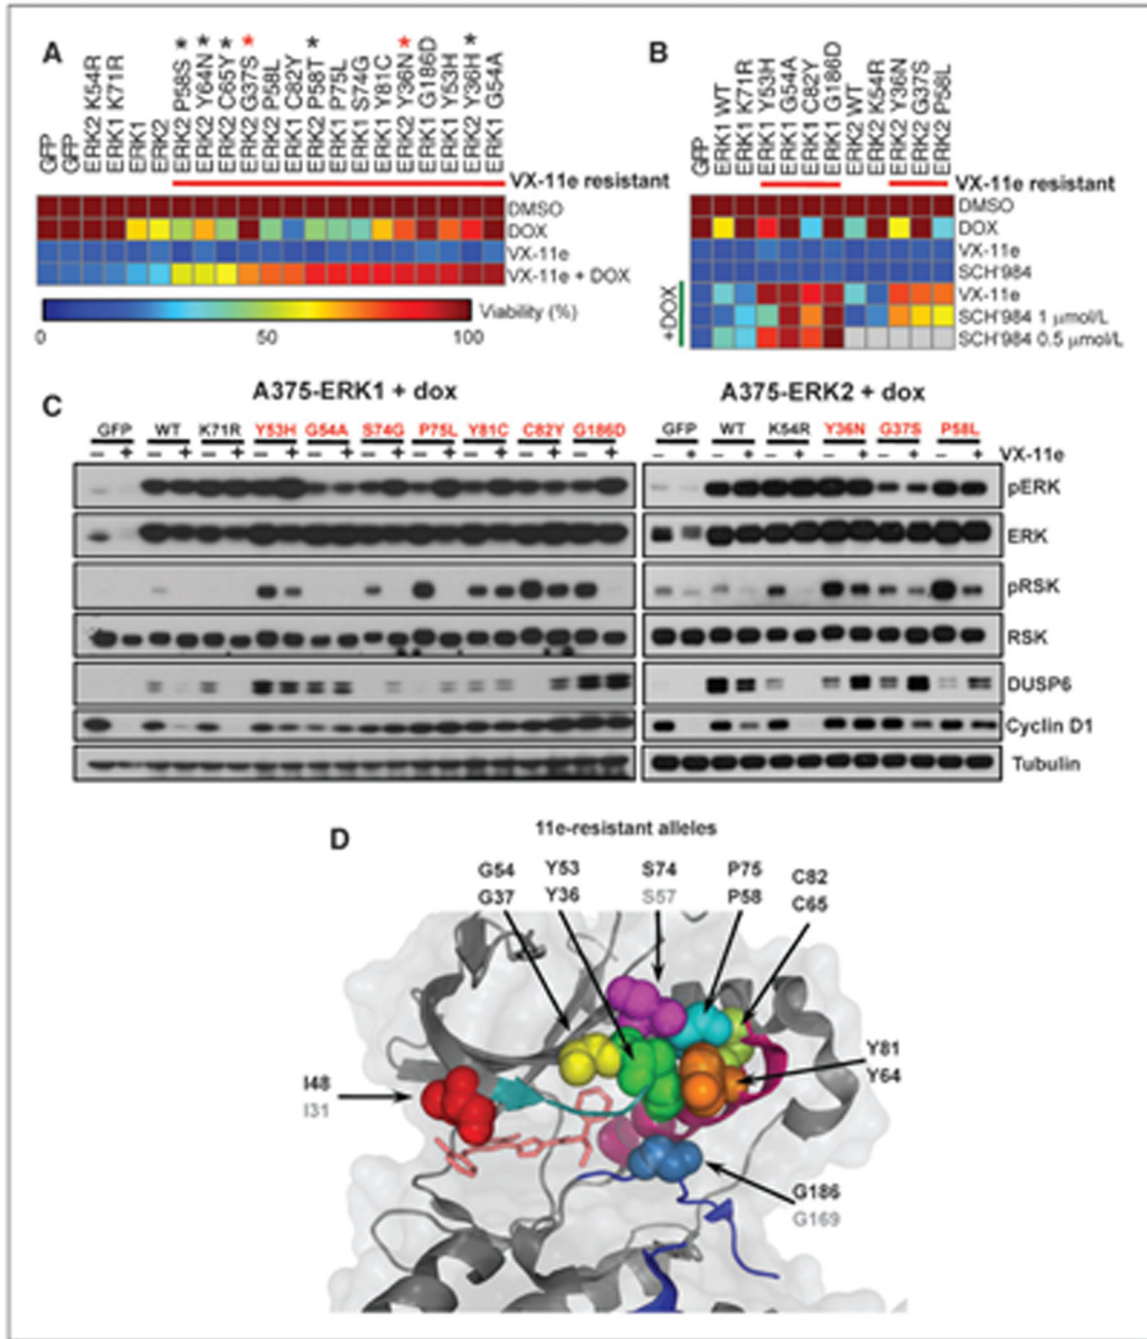 A
* * * * * * *
GFP
GFP
ERK2 K54R
ERK1 K71R
ERK1
ERK2
ERK2 P58S
ERK2 Y64N
ERK2 C65Y
ERK2 G37S
ERK2 P58L
ERK1 C82Y
ERK2 P58T
ERK1 P75L
ERK1 S74G
ERK1 Y81C
ERK2 Y36N
ERK1 G186D
ERK1 Y53H
ERK2 Y36H
ERK1 G54A
VX-11e resistant
DMSO
DOX
VX-11e
VX-11e + DOX
Viability (%)
0 50 100
B
GFP
ERK1 WT
ERK1 K71R
ERK1 Y53H
ERK1 G54A
ERK1 C82Y
ERK1 G186D
ERK2 WT
ERK2 K54R
ERK2 Y36N
ERK2 G37S
ERK2 P58L
VX-11e resistant
DMSO
DOX
VX-11e
SCH'984
+DOX
VX-11e
SCH'984 1 µmol/L
SCH'984 0.5 µmol/L
C
A375-ERK1 + dox
GFP WT K71R Y53H G54A S74G P75L Y81C C82Y G186D
– + – + – + – + – + – + – + – + – + – +
A375-ERK2 + dox
GFP WT K54R Y36N G37S P58L
– + – + – + – + – + – + VX-11e
pERK
ERK
pRSK
RSK
DUSP6
Cyclin D1
Tubulin
D
11e-resistant alleles
G54 Y53 S74 P75 C82
G37 Y36 S57 P58 C65
Y81
Y64
I48
I31
G186
G169